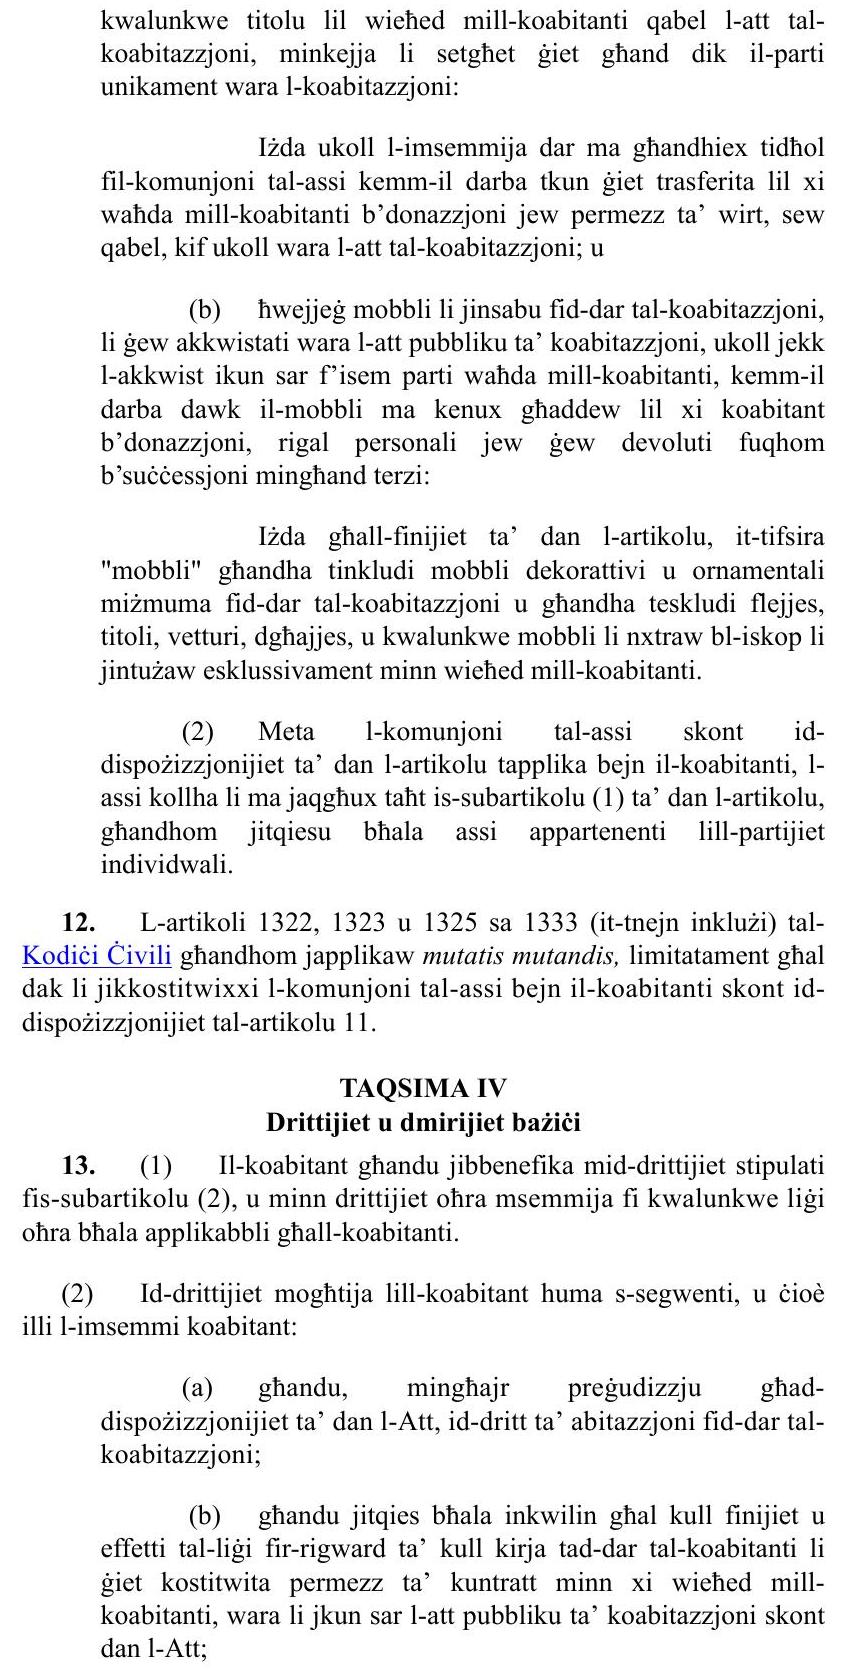 kwalunkwe titolu lil wieħed mill-koabitanti qabel l-att tal-
koabitazzjoni, minkejja li setgħet ġiet għand dik il-parti
unikament wara l-koabitazzjoni:
Iżda ukoll l-imsemmija dar ma għandhiex tidħol
fil-komunjoni tal-assi kemm-il darba tkun ġiet trasferita lil xi
waħda mill-koabitanti b’donazzjoni jew permezz ta’ wirt, sew
qabel, kif ukoll wara l-att tal-koabitazzjoni; u
(b) ħwejjeġ mobbli li jinsabu fid-dar tal-koabitazzjoni,
li ġew akkwistati wara l-att pubbliku ta’ koabitazzjoni, ukoll jekk
l-akkwist ikun sar f’isem parti waħda mill-koabitanti, kemm-il
darba dawk il-mobbli ma kenux għaddew lil xi koabitant
b’donazzjoni, rigal personali jew ġew devoluti fuqhom
b’suċċessjoni mingħand terzi:
Iżda għall-finijiet ta’ dan l-artikolu, it-tifsira
"mobbli" għandha tinkludi mobbli dekorattivi u ornamentali
miżmuma fid-dar tal-koabitazzjoni u għandha teskludi flejjes,
titoli, vetturi, dgħajjes, u kwalunkwe mobbli li nxtraw bl-iskop li
jintużaw esklussivament minn wieħed mill-koabitanti.
(2) Meta l-komunjoni tal-assi skont id-
dispożizzjonijiet ta’ dan l-artikolu tapplika bejn il-koabitanti, l-
assi kollha li ma jaqgħux taħt is-subartikolu (1) ta’ dan l-artikolu,
għandhom jitqiesu bħala assi appartenenti lill-partijiet
individwali.
12. L-artikoli 1322, 1323 u 1325 sa 1333 (it-tnejn inklużi) tal-
Kodiċi Ċivili għandhom japplikaw mutatis mutandis, limitatament għal
dak li jikkostitwixxi l-komunjoni tal-assi bejn il-koabitanti skont id-
dispożizzjonijiet tal-artikolu 11.
TAQSIMA IV
Drittijiet u dmirijiet bażiċi
13. (1) Il-koabitant għandu jibbenefika mid-drittijiet stipulati
fis-subartikolu (2), u minn drittijiet oħra msemmija fi kwalunkwe liġi
oħra bħala applikabbli għall-koabitanti.
(2) Id-drittijiet mogħtija lill-koabitant huma s-segwenti, u ċioè
illi l-imsemmi koabitant:
(a) għandu, mingħajr preġudizzju għad-
dispożizzjonijiet ta’ dan l-Att, id-dritt ta’ abitazzjoni fid-dar tal-
koabitazzjoni;
(b) għandu jitqies bħala inkwilin għal kull finijiet u
effetti tal-liġi fir-rigward ta’ kull kirja tad-dar tal-koabitanti li
ġiet kostitwita permezz ta’ kuntratt minn xi wieħed mill-
koabitanti, wara li jkun sar l-att pubbliku ta’ koabitazzjoni skont
dan l-Att;